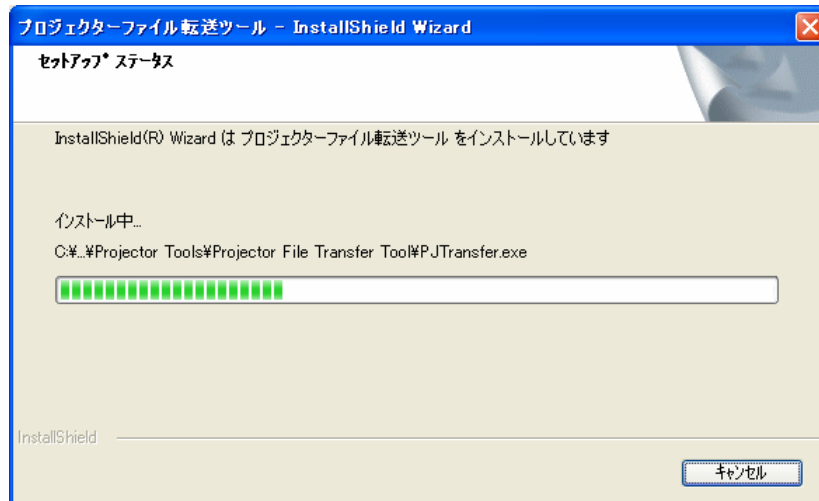 プロジェクターファイル転送ツール - InstallShield Wizard
ｾｯﾄｱｯﾌﾟ ｽﾃｰﾀｽ
InstallShield(R) Wizard は プロジェクターファイル転送ツール をインストールしています
インストール中...
C:¥...¥Projector Tools¥Projector File Transfer Tool¥PJTransfer.exe
InstallShield
ｷｬﾝｾﾙ